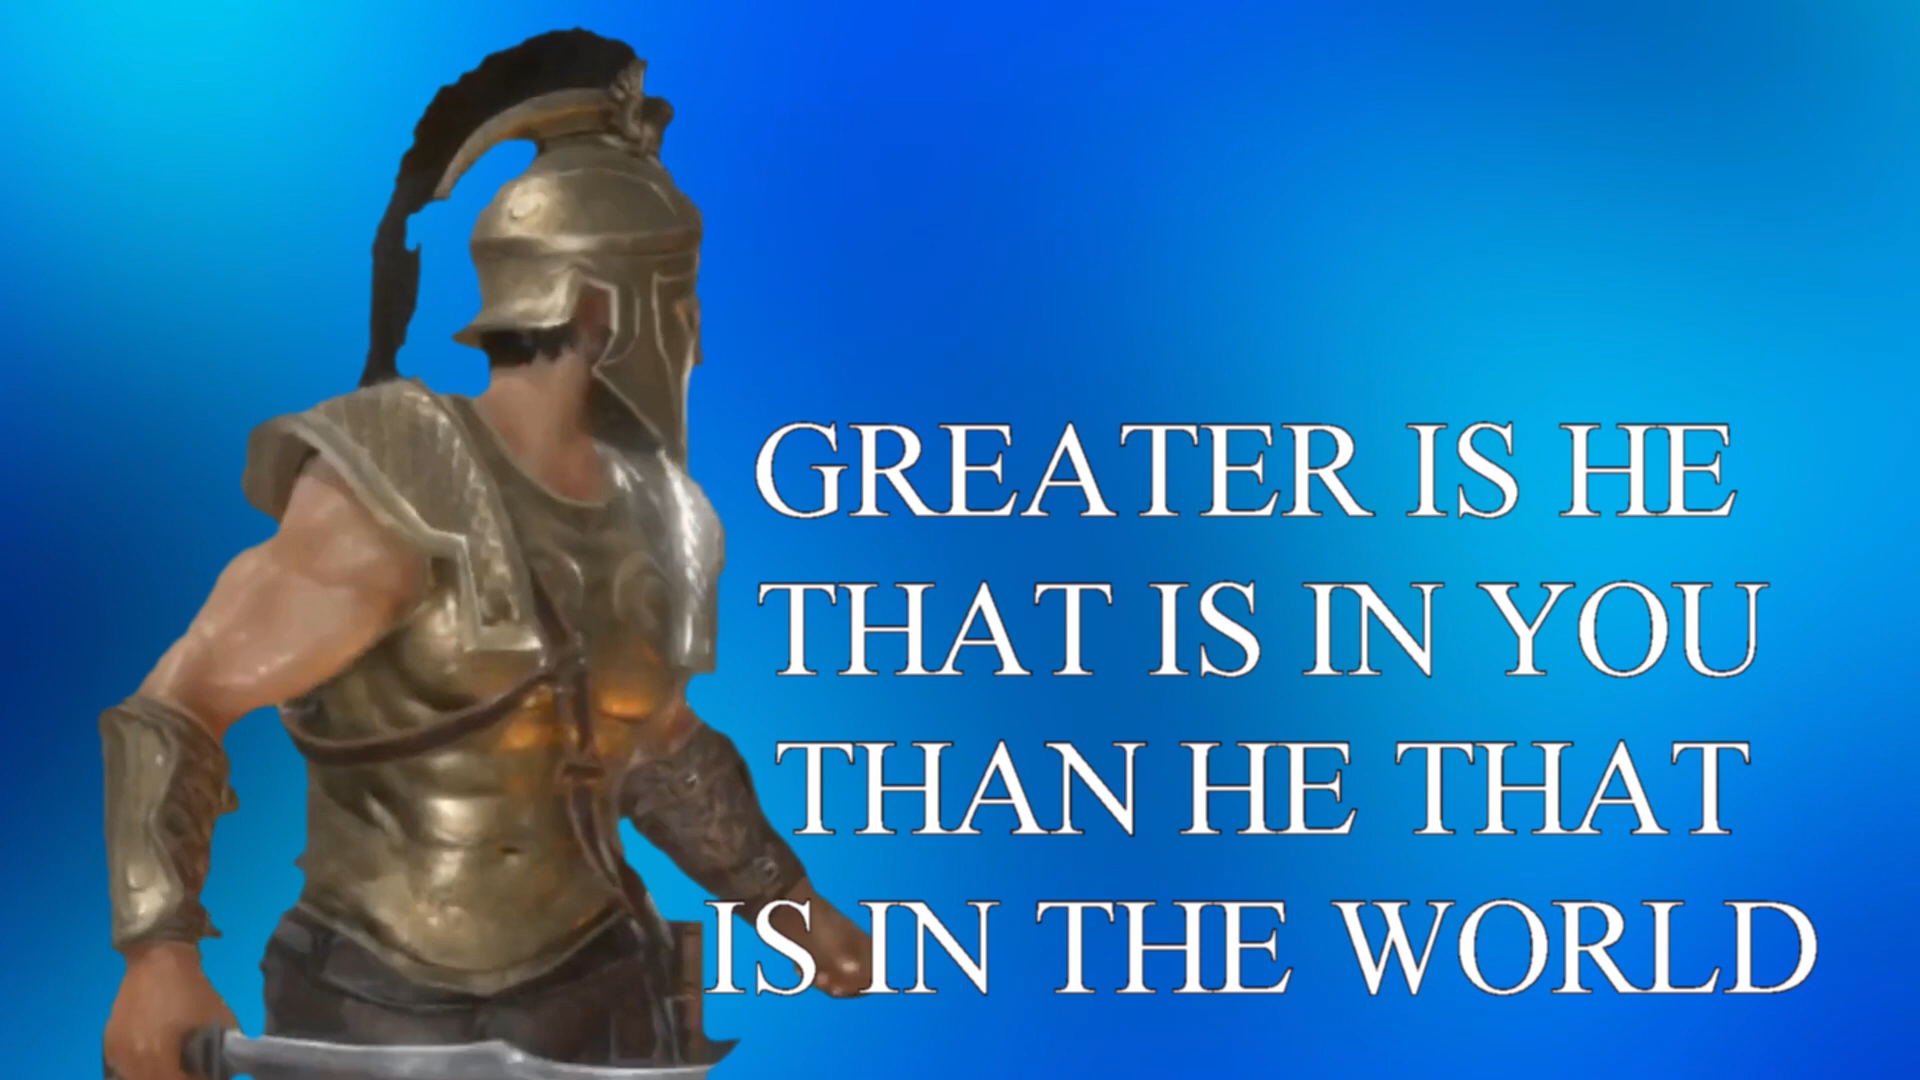 GREATER IS HE
THAT IS IN YOU
THAN HE THAT
IS IN THE WORLD